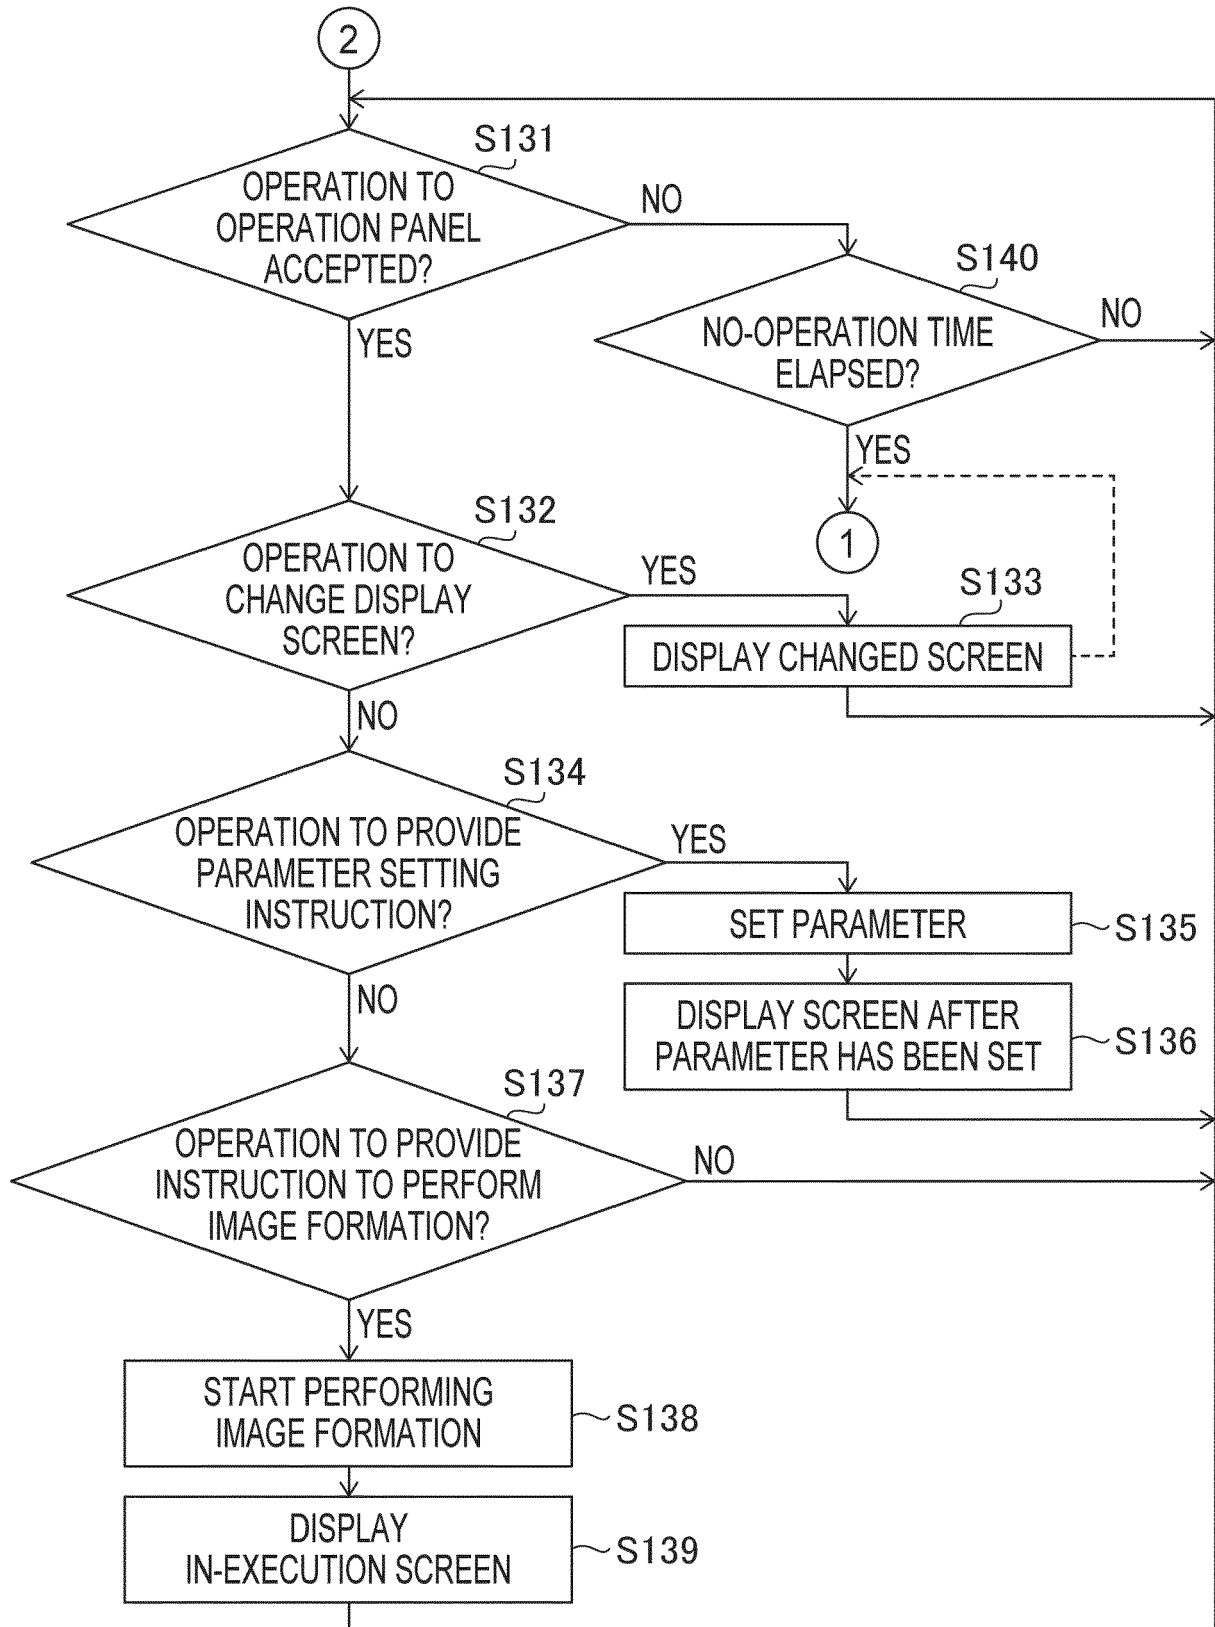 2
S131
OPERATION TO
OPERATION PANEL
ACCEPTED?
NO
YES
S140
NO-OPERATION TIME
ELAPSED?
NO
YES
1
S132
OPERATION TO
CHANGE DISPLAY
SCREEN?
YES
NO
S133
DISPLAY CHANGED SCREEN
S134
OPERATION TO PROVIDE
PARAMETER SETTING
INSTRUCTION?
YES
NO
SET PARAMETER
S135
DISPLAY SCREEN AFTER
PARAMETER HAS BEEN SET
S136
S137
OPERATION TO PROVIDE
INSTRUCTION TO PERFORM
IMAGE FORMATION?
NO
YES
START PERFORMING
IMAGE FORMATION
S138
DISPLAY
IN-EXECUTION SCREEN
S139